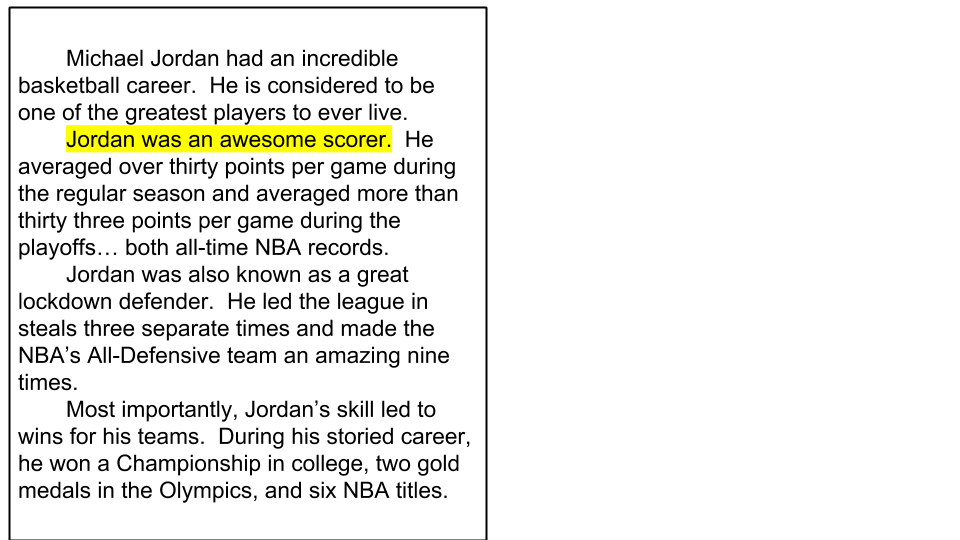 Michael Jordan had an incredible
basketball career.  He is considered to be
one of the greatest players to ever live.
Jordan was an awesome scorer.  He
averaged over thirty points per game during
the regular season and averaged more than
thirty three points per game during the
playoffs… both all-time NBA records.
Jordan was also known as a great
lockdown defender.  He led the league in
steals three separate times and made the
NBA’s All-Defensive team an amazing nine
times.
Most importantly, Jordan’s skill led to
wins for his teams.  During his storied career,
he won a Championship in college, two gold
medals in the Olympics, and six NBA titles.